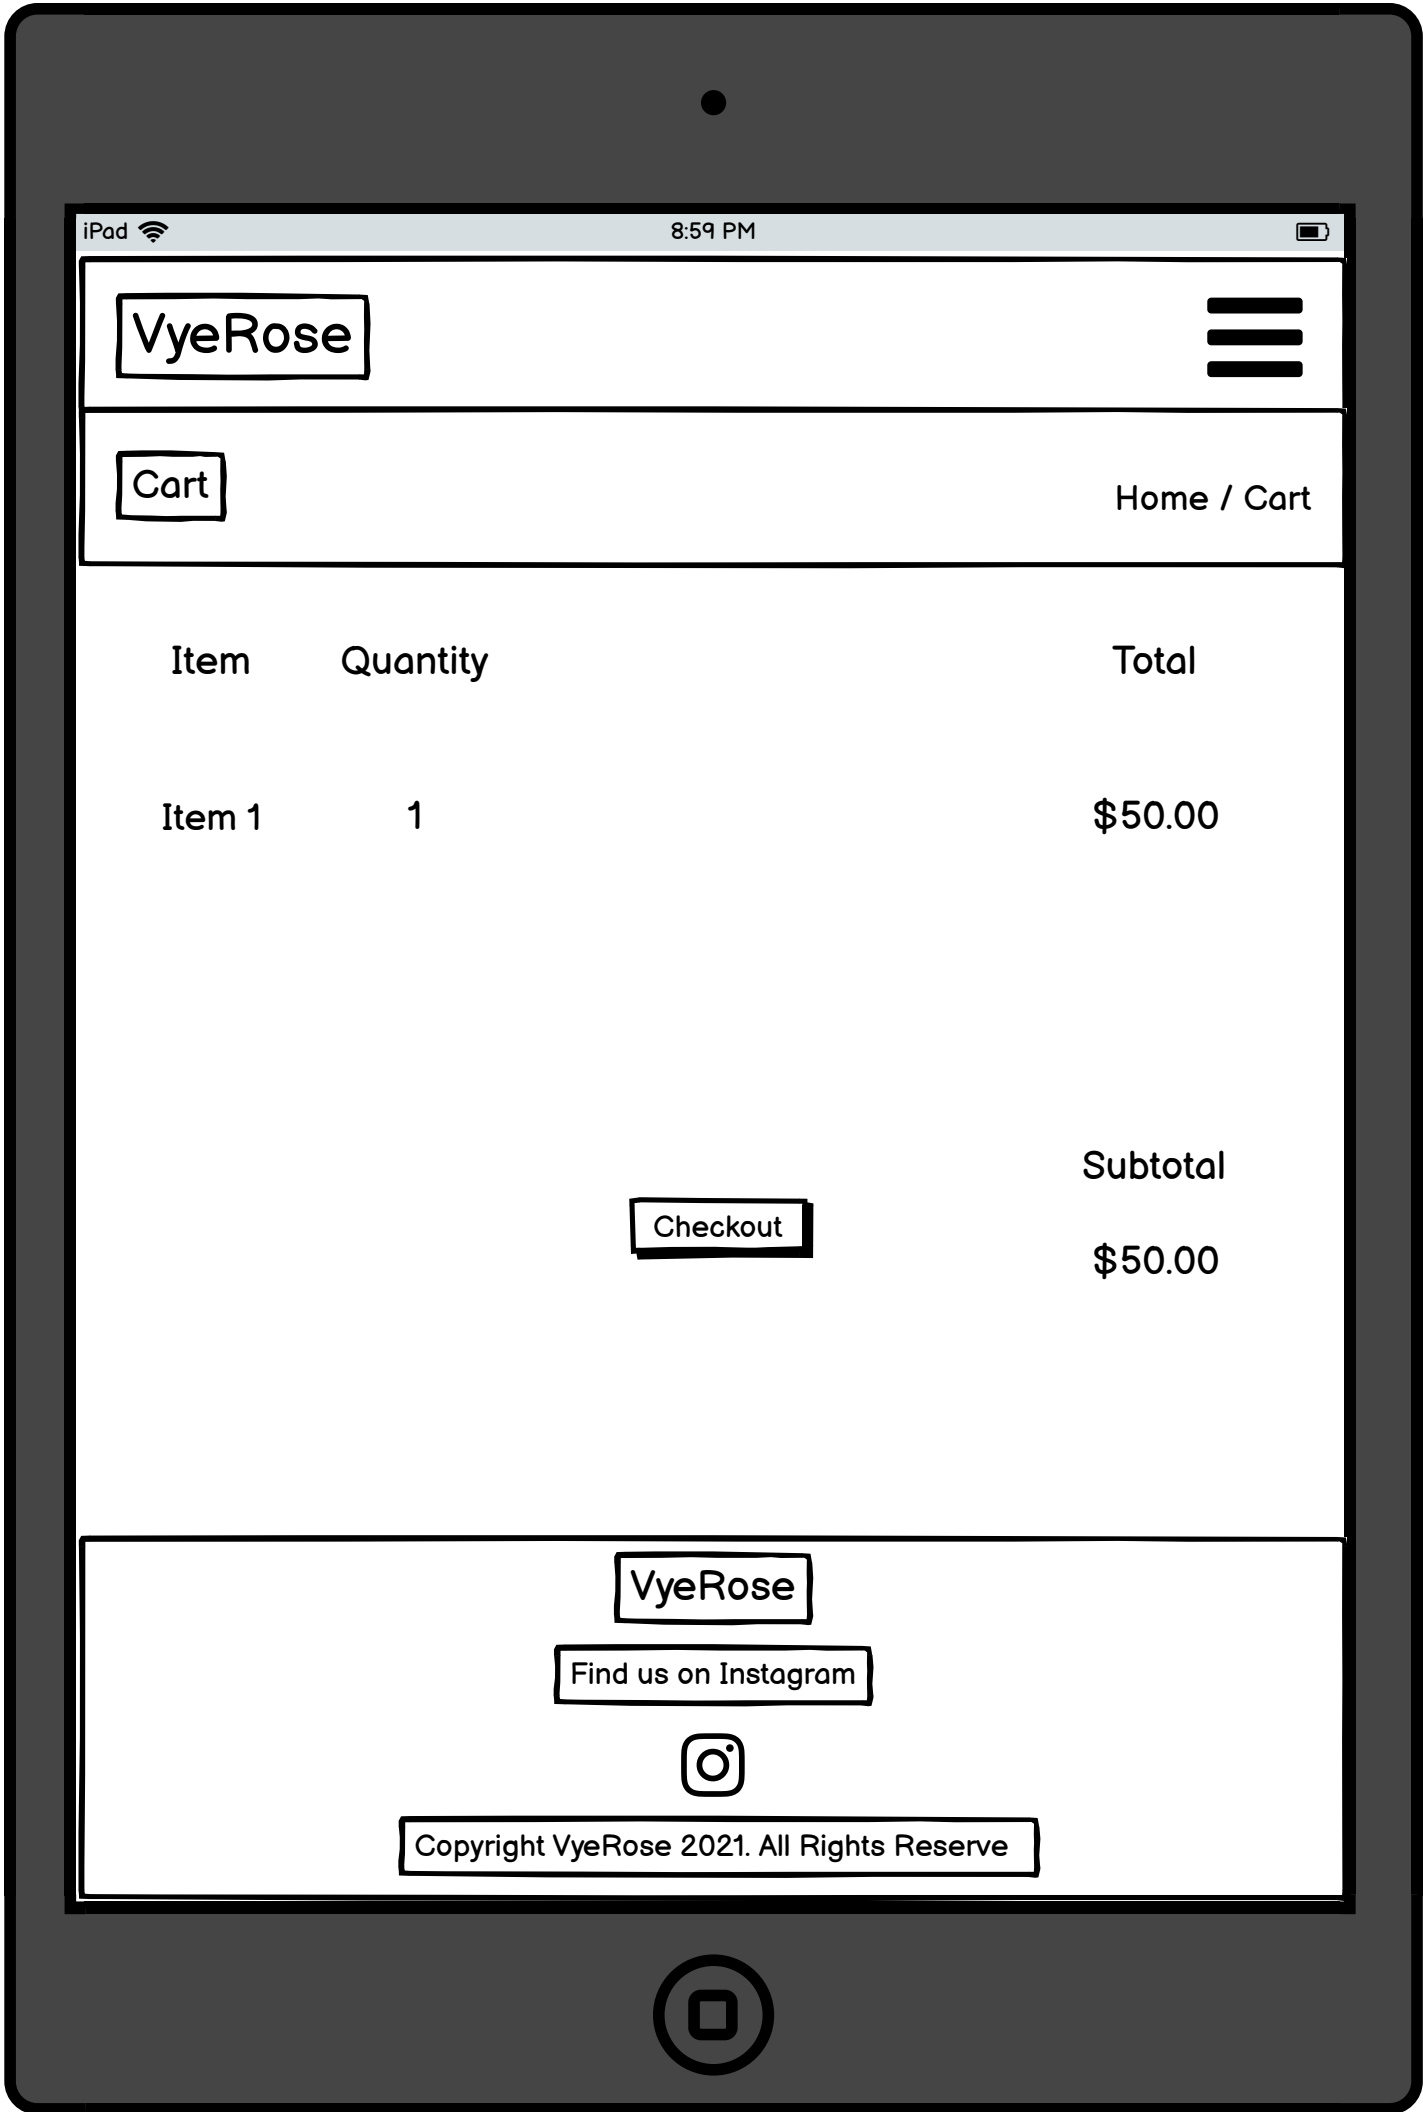 iPad 8:59 PM
VyeRose
Cart
Home / Cart
Item Quantity Total
Item 1 1 $50.00
Subtotal
Checkout
$50.00
VyeRose
Find us on Instagram
Copyright VyeRose 2021. All Rights Reserve